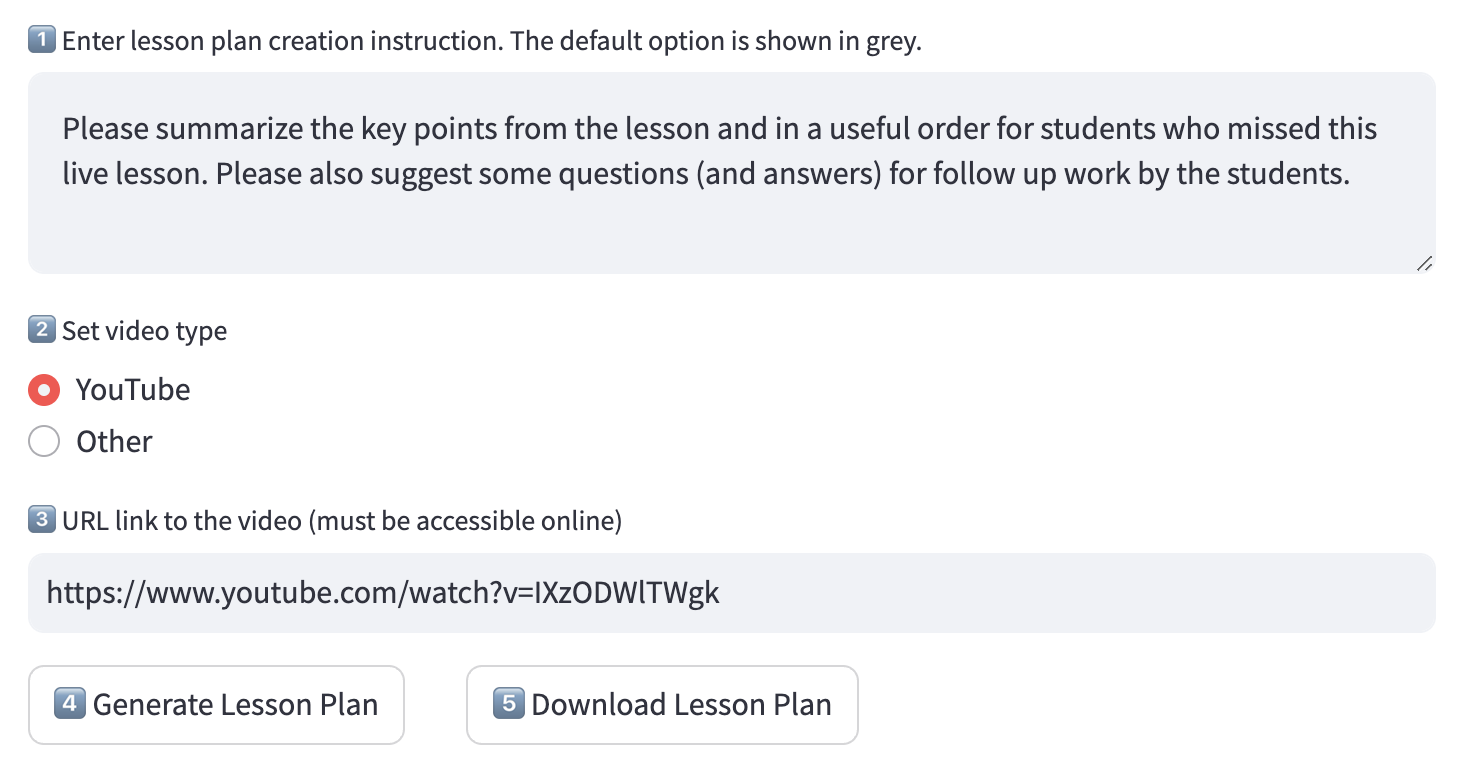 1 Enter lesson plan creation instruction. The default option is shown in grey.
Please summarize the key points from the lesson and in a useful order for students who missed this
live lesson. Please also suggest some questions (and answers) for follow up work by the students.
2 Set video type
YouTube
Other
3 URL link to the video (must be accessible online)
https://www.youtube.com/watch?v=IXzODWlTWgk
4 Generate Lesson Plan
5 Download Lesson Plan